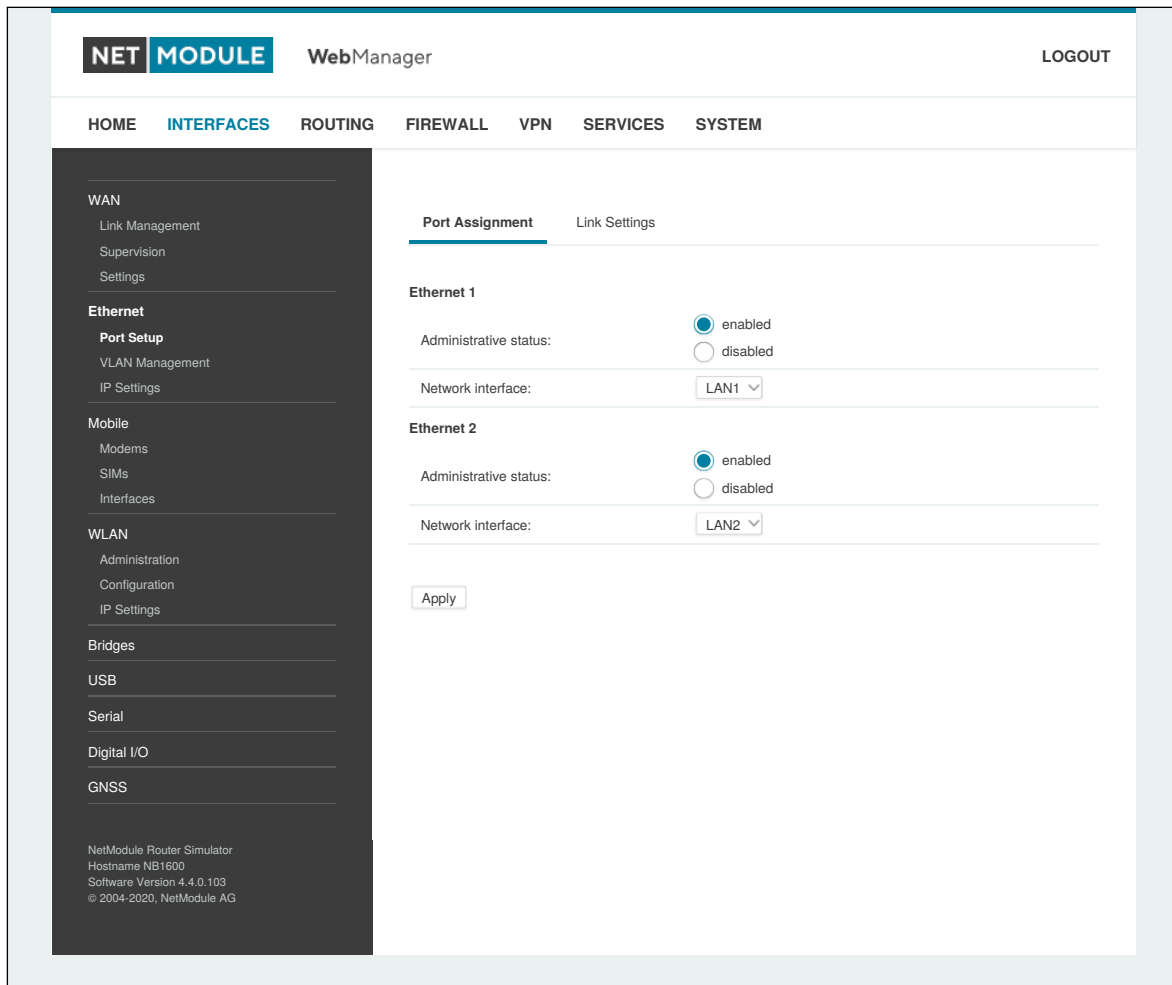 NET MODULE WebManager LOGOUT
HOME INTERFACES ROUTING FIREWALL VPN SERVICES SYSTEM
WAN
Link Management
Supervision
Settings
Ethernet
Port Setup
VLAN Management
IP Settings
Mobile
Modems
SIMs
Interfaces
WLAN
Administration
Configuration
IP Settings
Bridges
USB
Serial
Digital I/O
GNSS
NetModule Router Simulator
Hostname NB1600
Software Version 4.4.0.103
© 2004-2020, NetModule AG
Port Assignment Link Settings
Ethernet 1
Administrative status:
enabled
disabled
Network interface: LAN1
Ethernet 2
Administrative status:
enabled
disabled
Network interface: LAN2
Apply